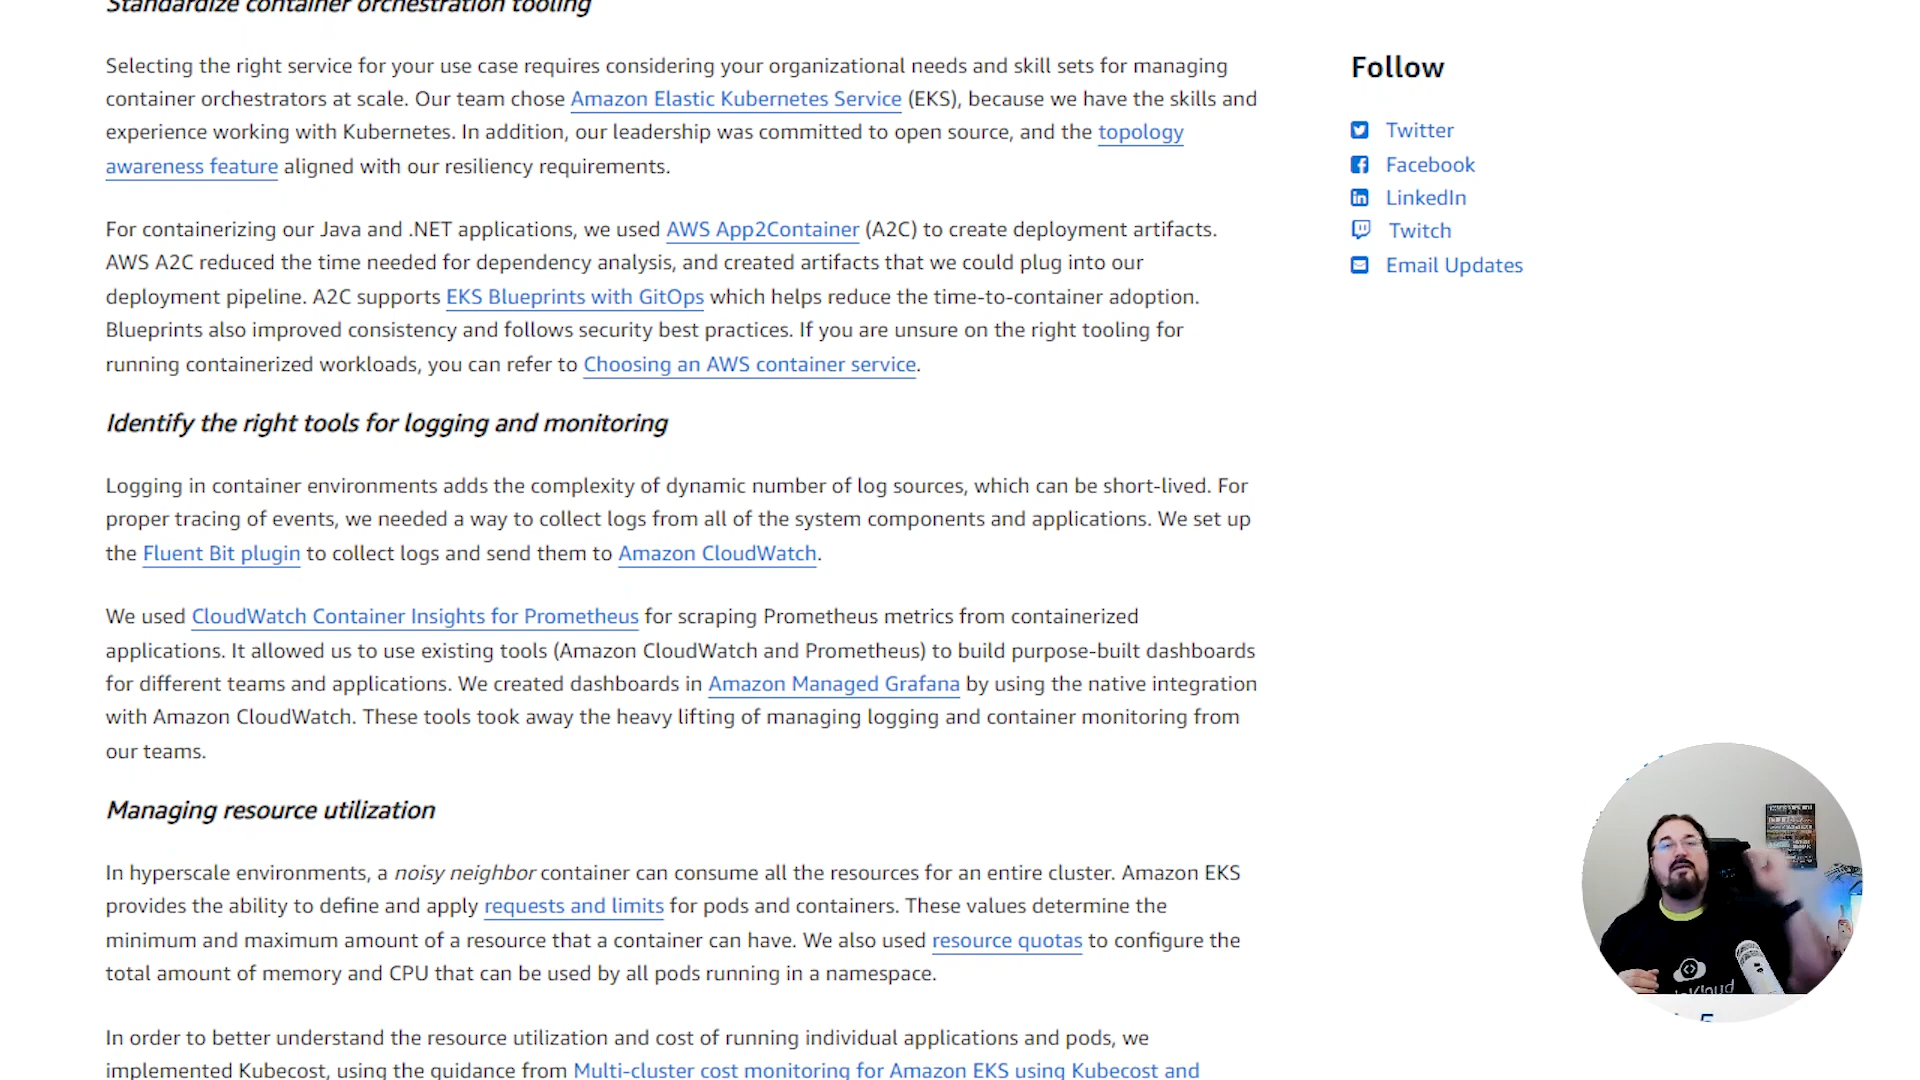 Standardize container orchestration tooling
Selecting the right service for your use case requires considering your organizational needs and skill sets for managing
container orchestrators at scale. Our team chose Amazon Elastic Kubernetes Service (EKS), because we have the skills and
experience working with Kubernetes. In addition, our leadership was committed to open source, and the topology
awareness feature aligned with our resiliency requirements.
For containerizing our Java and .NET applications, we used AWS App2Container (A2C) to create deployment artifacts.
AWS A2C reduced the time needed for dependency analysis, and created artifacts that we could plug into our
deployment pipeline. A2C supports EKS Blueprints with GitOps which helps reduce the time-to-container adoption.
Blueprints also improved consistency and follows security best practices. If you are unsure on the right tooling for
running containerized workloads, you can refer to Choosing an AWS container service.
Identify the right tools for logging and monitoring
Logging in container environments adds the complexity of dynamic number of log sources, which can be short-lived. For
proper tracing of events, we needed a way to collect logs from all of the system components and applications. We set up
the Fluent Bit plugin to collect logs and send them to Amazon CloudWatch.
We used CloudWatch Container Insights for Prometheus for scraping Prometheus metrics from containerized
applications. It allowed us to use existing tools (Amazon CloudWatch and Prometheus) to build purpose-built dashboards
for different teams and applications. We created dashboards in Amazon Managed Grafana by using the native integration
with Amazon CloudWatch. These tools took away the heavy lifting of managing logging and container monitoring from
our teams.
Managing resource utilization
In hyperscale environments, a noisy neighbor container can consume all the resources for an entire cluster. Amazon EKS
provides the ability to define and apply requests and limits for pods and containers. These values determine the
minimum and maximum amount of a resource that a container can have. We also used resource quotas to configure the
total amount of memory and CPU that can be used by all pods running in a namespace.
In order to better understand the resource utilization and cost of running individual applications and pods, we
implemented Kubecost, using the guidance from Multi-cluster cost monitoring for Amazon EKS using Kubecost and
Follow
Twitter
Facebook
LinkedIn
Twitch
Email Updates